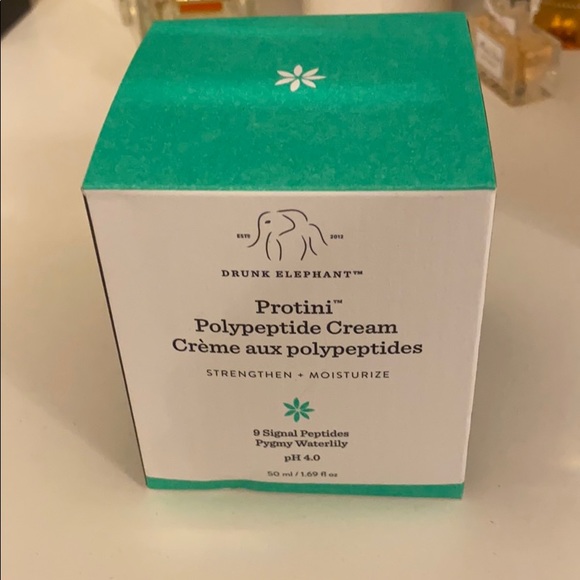 ESTD 2012
DRUNK ELEPHANT™
Protini™
Polypeptide Cream
Crème aux polypeptides
STRENGTHEN + MOISTURIZE
9 Signal Peptides
Pygmy Waterlily
pH 4.0
50 ml / 1.69 fl oz